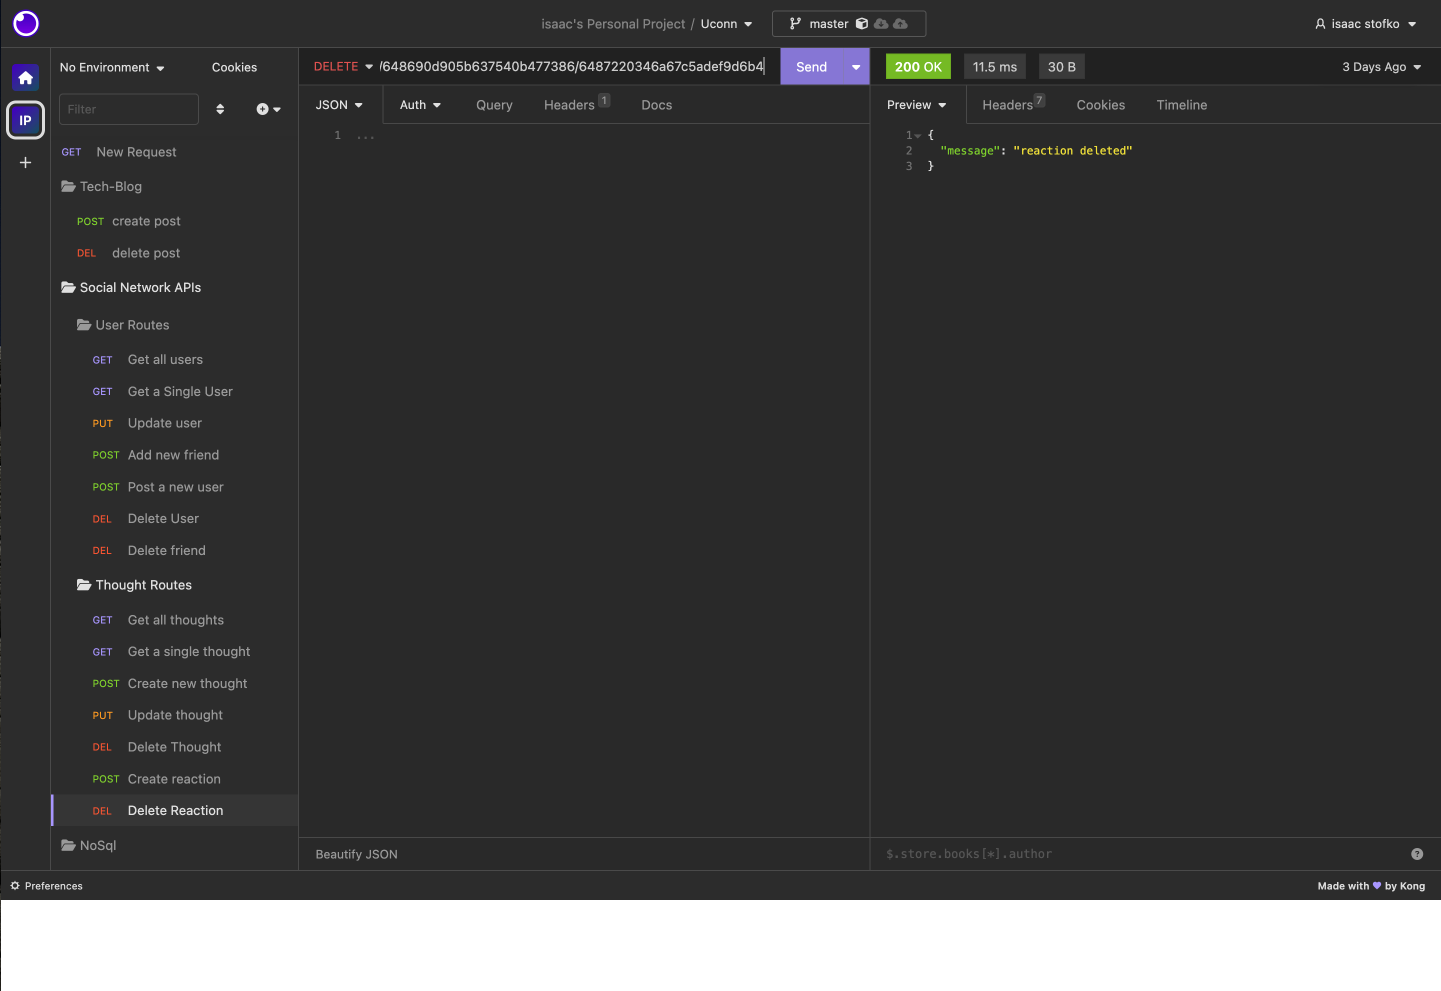 isaac's Personal Project / Uconn
master
isaac stofko
No Environment
Cookies
DELETE /648690d905b637540b477386/6487220346a67c5adef9d6b4
Send
200 OK
11.5 ms
30 B
3 Days Ago
Filter
IP
JSON
Auth
Query
Headers 1
Docs
Preview
Headers 7
Cookies
Timeline
1 ...
1 {
2 "message": "reaction deleted"
3 }
GET New Request
Tech-Blog
POST create post
DEL delete post
Social Network APIs
User Routes
GET Get all users
GET Get a Single User
PUT Update user
POST Add new friend
POST Post a new user
DEL Delete User
DEL Delete friend
Thought Routes
GET Get all thoughts
GET Get a single thought
POST Create new thought
PUT Update thought
DEL Delete Thought
POST Create reaction
DEL Delete Reaction
NoSql
Beautify JSON
$.store.books[*].author
Preferences
Made with 💜 by Kong